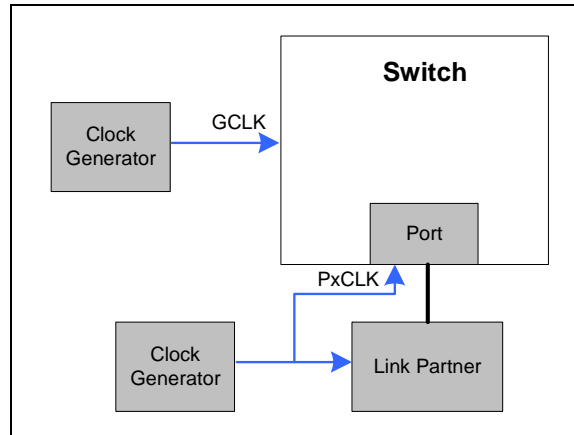 Switch
Clock
Generator
GCLK
Port
PxCLK
Clock
Generator
Link Partner